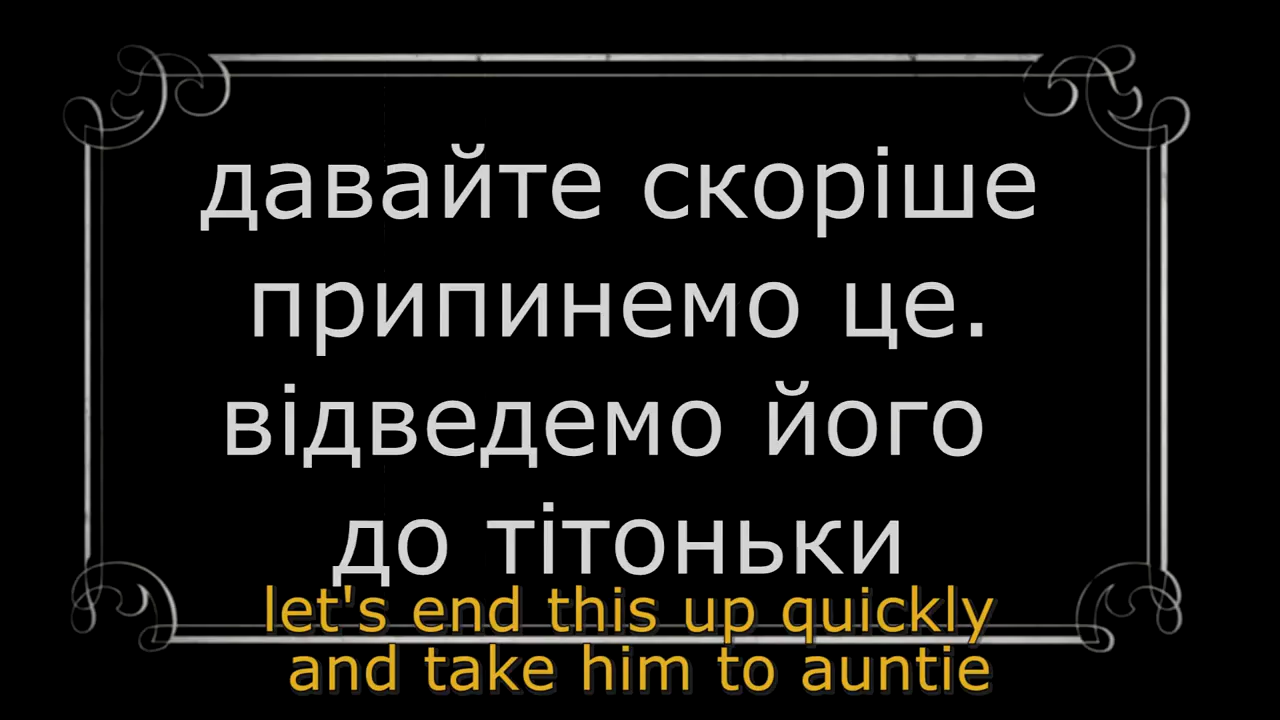 давайте скоріше
припинемо це.
відведемо його
до тітоньки
let's end this up quickly
and take him to auntie